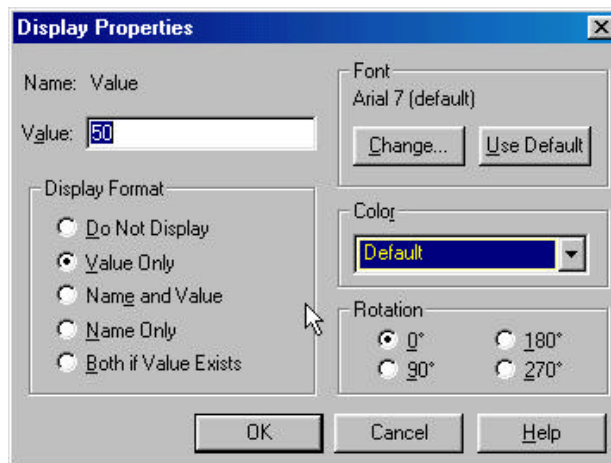 Display Properties
Name: Value
Value: 50
Display Format
Do Not Display
Value Only
Name and Value
Name Only
Both if Value Exists
Font
Arial 7 (default)
Change... Use Default
Color
Default
Rotation
0° 180°
90° 270°
OK Cancel Help